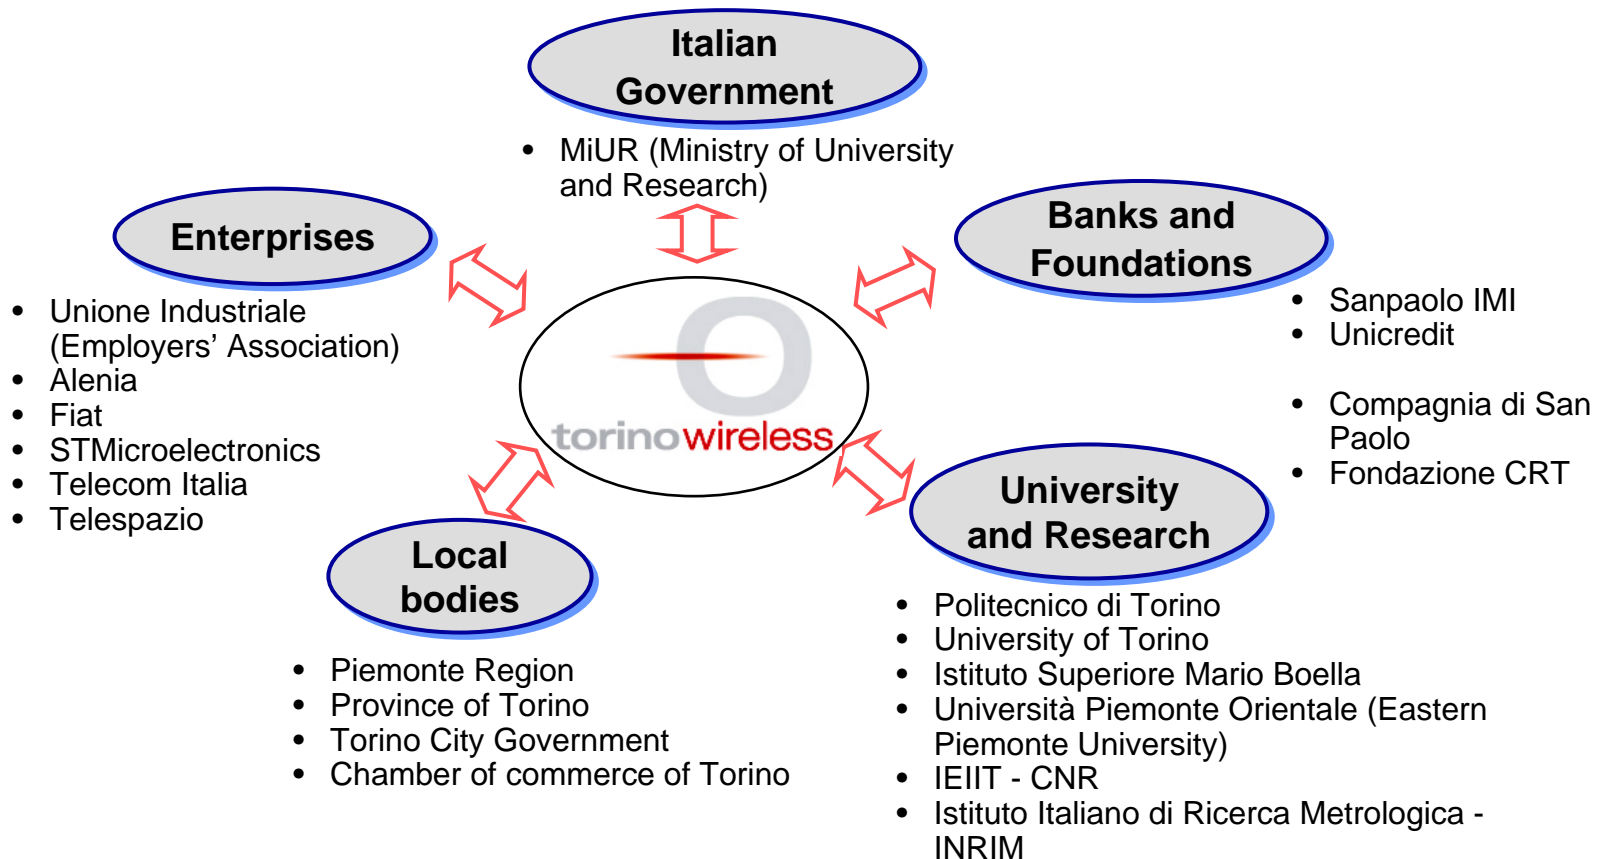 Italian
Government
• MiUR (Ministry of University
and Research)
Enterprises
• Unione Industriale
(Employers’ Association)
• Alenia
• Fiat
• STMicroelectronics
• Telecom Italia
• Telespazio
Banks and
Foundations
• Sanpaolo IMI
• Unicredit
• Compagnia di San
Paolo
• Fondazione CRT
torinowireless
Local
bodies
• Piemonte Region
• Province of Torino
• Torino City Government
• Chamber of commerce of Torino
University
and Research
• Politecnico di Torino
• University of Torino
• Istituto Superiore Mario Boella
• Università Piemonte Orientale (Eastern
Piemonte University)
• IEIIT - CNR
• Istituto Italiano di Ricerca Metrologica -
INRIM